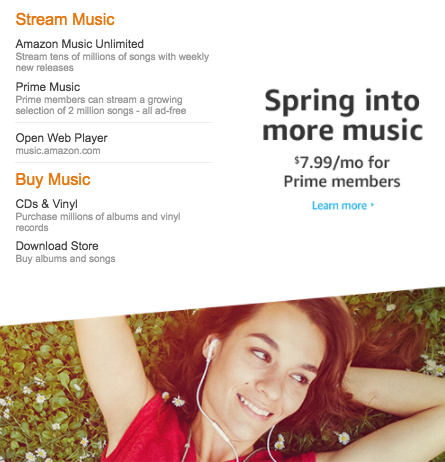 Stream Music
Amazon Music Unlimited
Stream tens of millions of songs with weekly
new releases
Prime Music
Prime members can stream a growing
selection of 2 million songs - all ad-free
Open Web Player
music.amazon.com
Buy Music
CDs & Vinyl
Purchase millions of albums and vinyl
records
Download Store
Buy albums and songs
Spring into
more music
$7.99/mo for
Prime members
Learn more ›